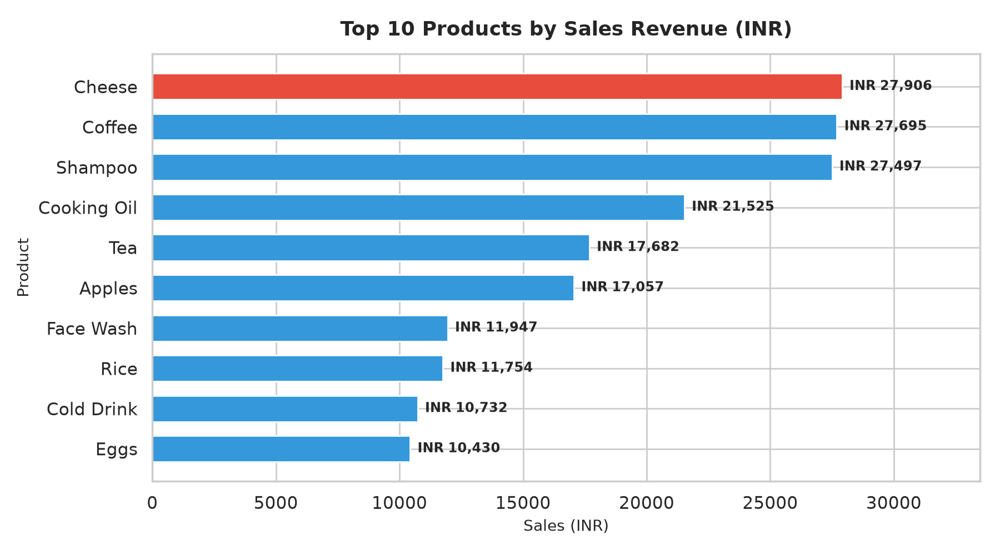 Top 10 Products by Sales Revenue (INR)
Product
Cheese INR 27,906
Coffee INR 27,695
Shampoo INR 27,497
Cooking Oil INR 21,525
Tea INR 17,682
Apples INR 17,057
Face Wash INR 11,947
Rice INR 11,754
Cold Drink INR 10,732
Eggs INR 10,430
0 5000 10000 15000 20000 25000 30000
Sales (INR)